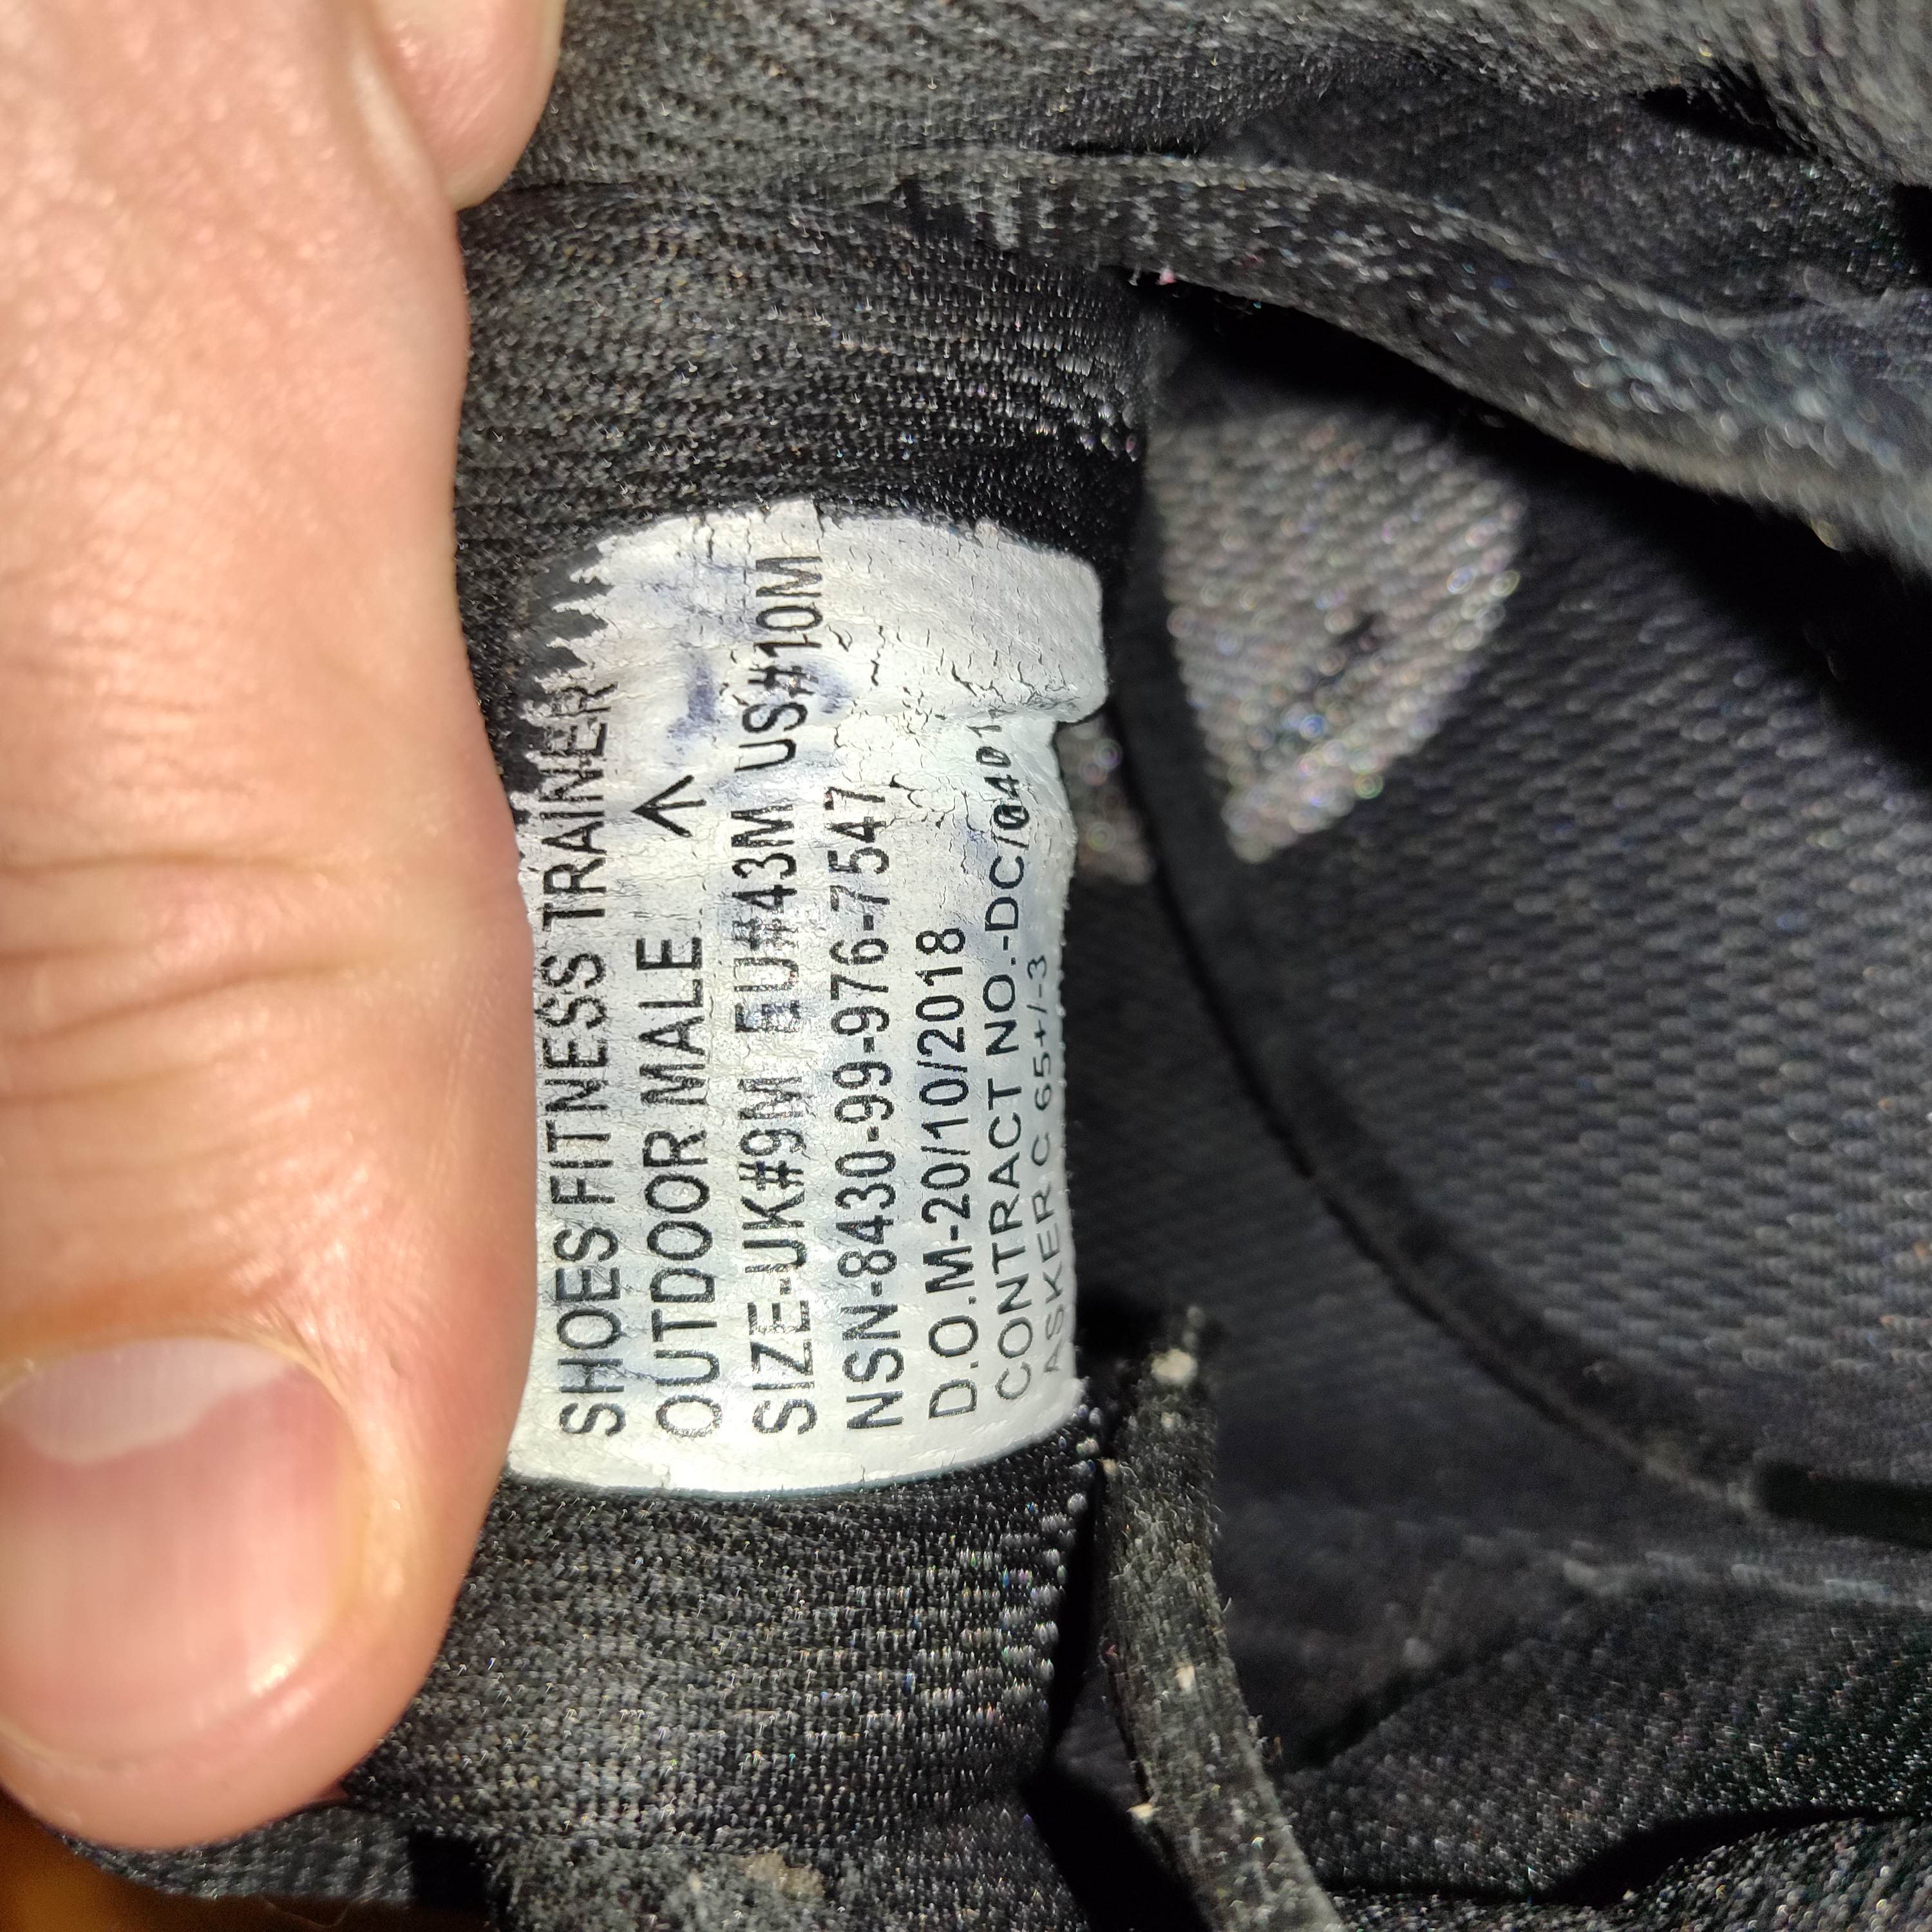 SHOES FITNESS TRAINER
OUTDOOR MALE ↑
SIZE-UK#9M EU#43M US#10M
NSN-8430-99-976-7547
D.O.M-20/10/2018
CONTRACT NO.-DC/0401
ASKER C 65+/-3